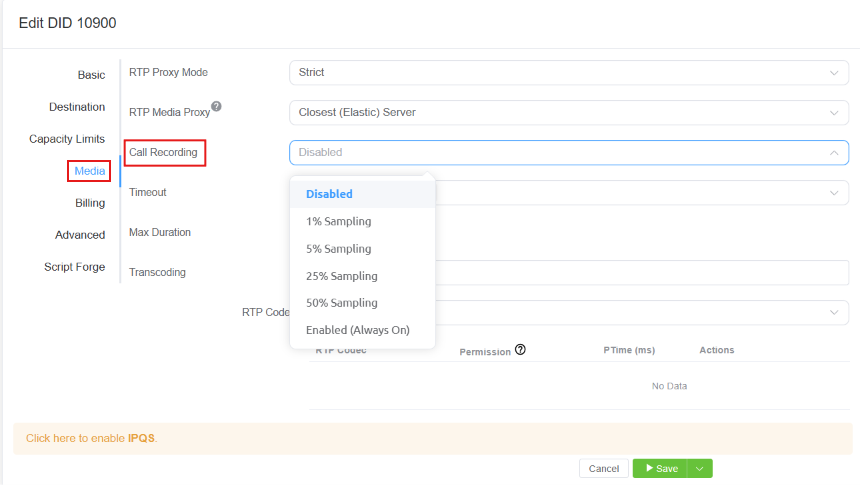 Edit DID 10900
Basic
Destination
Capacity Limits
Media
Billing
Advanced
Script Forge
RTP Proxy Mode
Strict
RTP Media Proxy ?
Closest (Elastic) Server
Call Recording
Disabled
Timeout
Max Duration
Transcoding
Disabled
1% Sampling
5% Sampling
25% Sampling
50% Sampling
Enabled (Always On)
RTP Code
RTP Codec
Permission ?
PTime (ms)
Actions
No Data
Click here to enable IPQS.
Cancel
Save